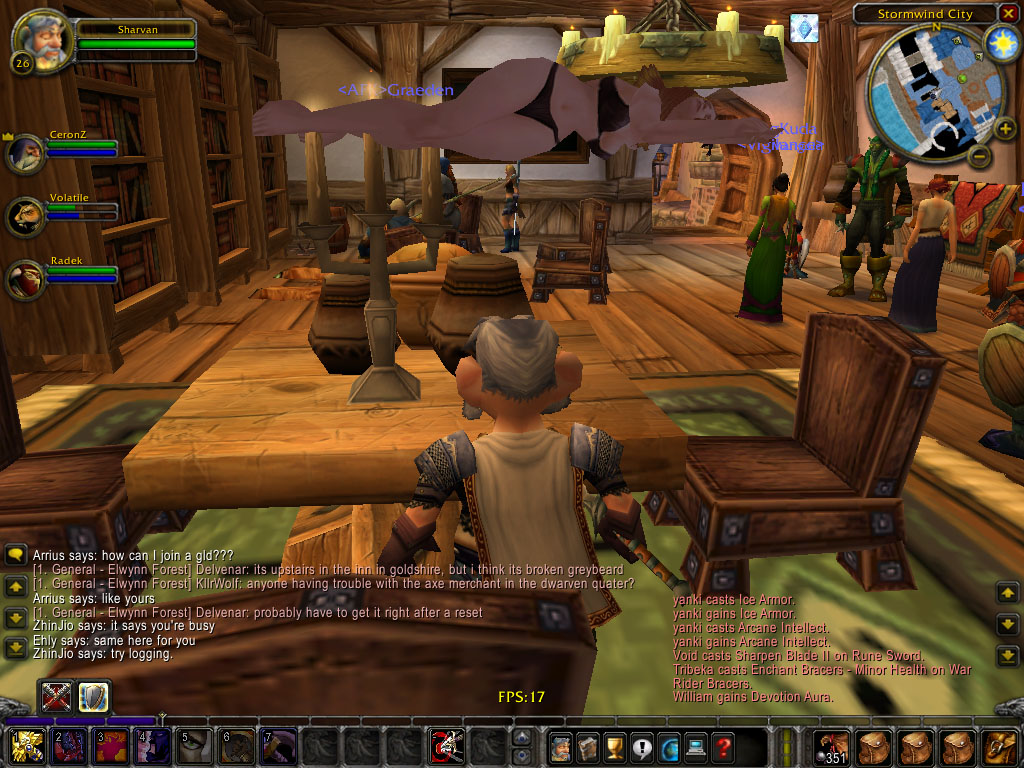 Sharvan
26
Stormwind City
N
CeronZ
Volatile
Radek
Graeden
Kuria
Arrius says: how can I join a gld???
[1. General - Elwynn Forest] Delvenar: its upstairs in the inn in goldshire, but i think its broken greybeard
[1. General - Elwynn Forest] KllrWolf: anyone having trouble with the axe merchant in the dwarven quater?
Arrius says: like yours
[1. General - Elwynn Forest] Delvenar: probably have to get it right after a reset
ZhinJio says: it says you're busy
Ehly says: same here for you
ZhinJio says: try logging.
yanki casts Ice Armor.
yanki gains Ice Armor.
yanki casts Arcane Intellect.
yanki gains Arcane Intellect.
Void casts Sharpen Blade II on Rune Sword.
Tribeka casts Enchant Bracers - Minor Health on War
Rider Bracers.
William gains Devotion Aura.
FPS:17
1 2 3 4 5 6 7
351